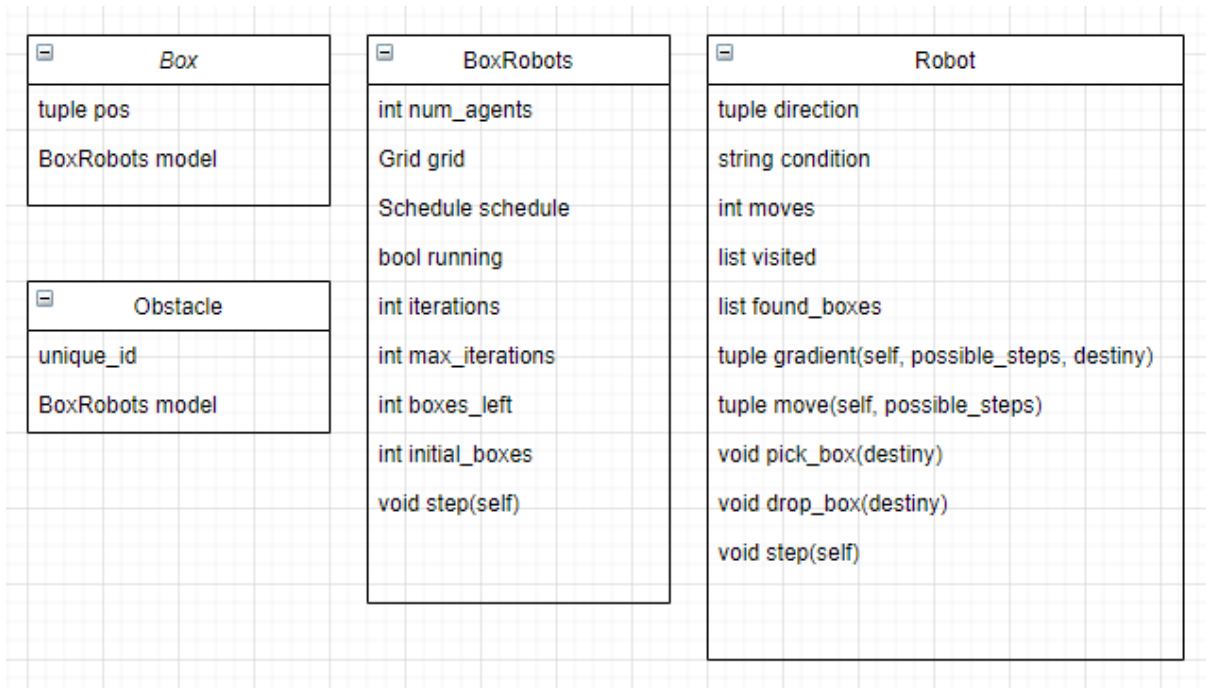 Box
tuple pos
BoxRobots model
Obstacle
unique_id
BoxRobots model
BoxRobots
int num_agents
Grid grid
Schedule schedule
bool running
int iterations
int max_iterations
int boxes_left
int initial_boxes
void step(self)
Robot
tuple direction
string condition
int moves
list visited
list found_boxes
tuple gradient(self, possible_steps, destiny)
tuple move(self, possible_steps)
void pick_box(destiny)
void drop_box(destiny)
void step(self)